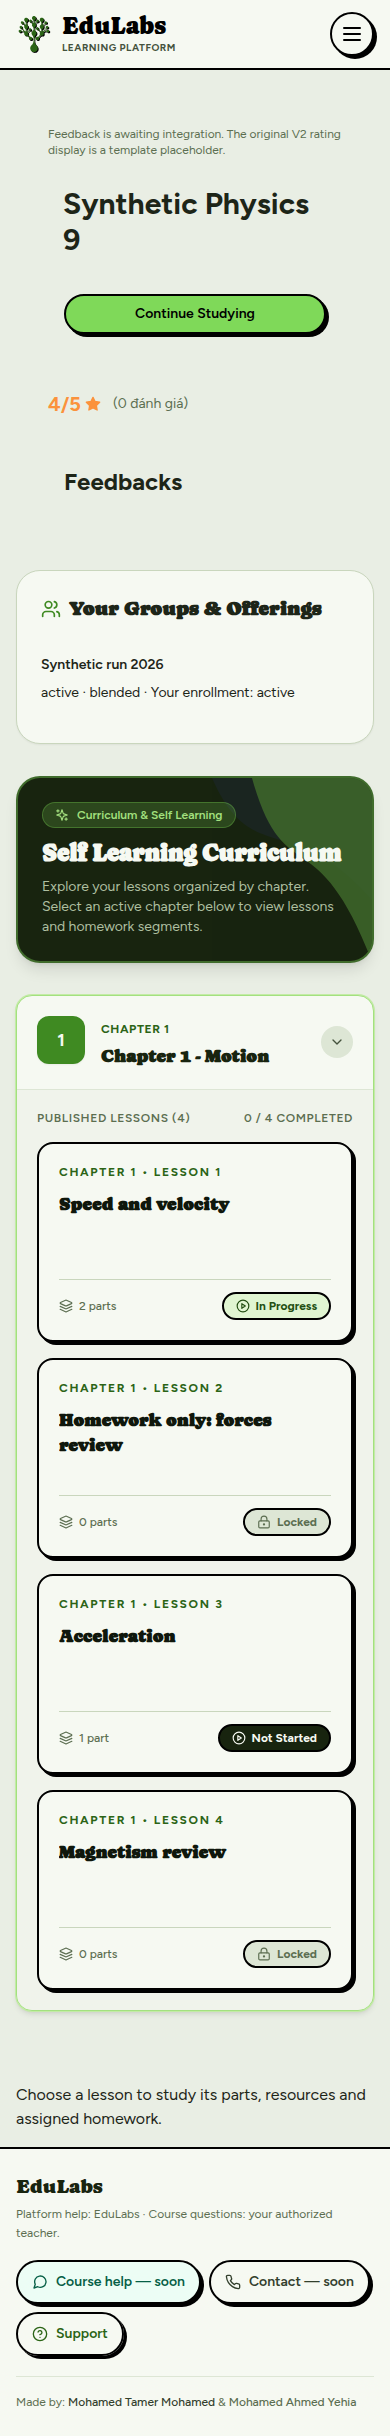 EduLabs
LEARNING PLATFORM
Feedback is awaiting integration. The original V2 rating
display is a template placeholder.
Synthetic Physics
9
Continue Studying
4/5 (0 đánh giá)
Feedbacks
Your Groups & Offerings
Synthetic run 2026
active · blended · Your enrollment: active
Curriculum & Self Learning
Self Learning Curriculum
Explore your lessons organized by chapter.
Select an active chapter below to view lessons
and homework segments.
1
CHAPTER 1
Chapter 1 - Motion
PUBLISHED LESSONS (4) 0 / 4 COMPLETED
CHAPTER 1 • LESSON 1
Speed and velocity
2 parts In Progress
CHAPTER 1 • LESSON 2
Homework only: forces
review
0 parts Locked
CHAPTER 1 • LESSON 3
Acceleration
1 part Not Started
CHAPTER 1 • LESSON 4
Magnetism review
0 parts Locked
Choose a lesson to study its parts, resources and
assigned homework.
EduLabs
Platform help: EduLabs · Course questions: your authorized
teacher.
Course help — soon Contact — soon
Support
Made by: Mohamed Tamer Mohamed & Mohamed Ahmed Yehia